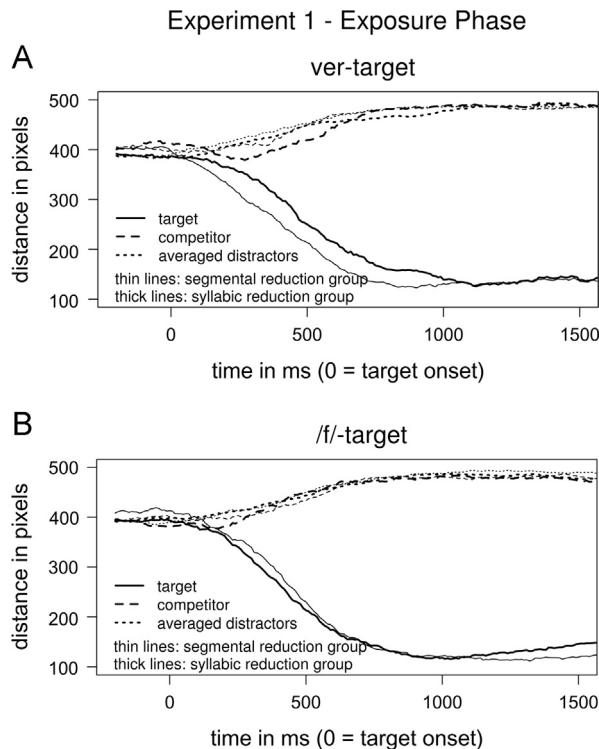 Experiment 1 - Exposure Phase
A
ver-target
distance in pixels
500
400
300
200
100
target
competitor
averaged distractors
thin lines: segmental reduction group
thick lines: syllabic reduction group
0
500
1000
1500
time in ms (0 = target onset)
B
/f/-target
distance in pixels
500
400
300
200
100
target
competitor
averaged distractors
thin lines: segmental reduction group
thick lines: syllabic reduction group
0
500
1000
1500
time in ms (0 = target onset)